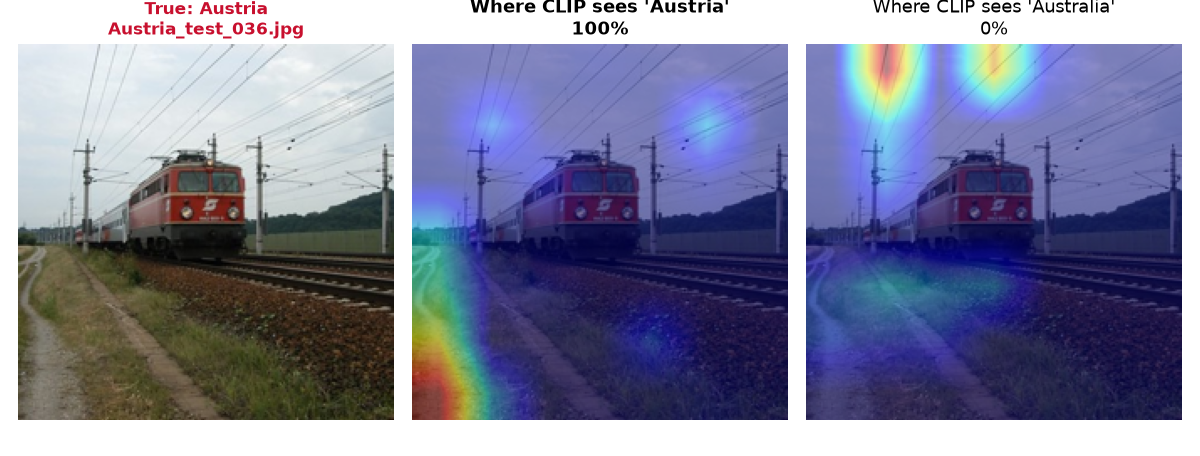 True: Austria
Austria_test_036.jpg
Where CLIP sees 'Austria'
100%
Where CLIP sees 'Australia'
0%